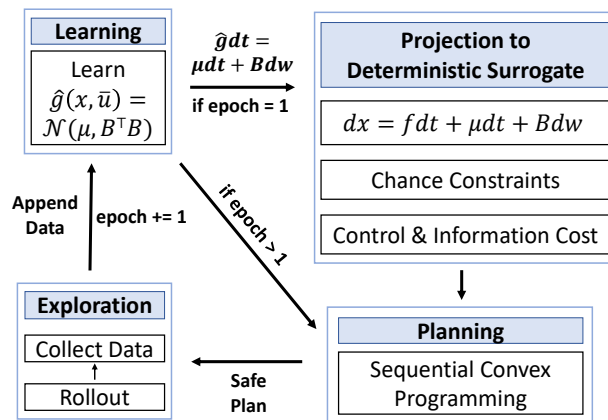 Learning
Learn
ĝ(x, ū) =
𝒩(μ, B⊤B)
ĝdt =
μdt + Bdw
if epoch = 1
Projection to
Deterministic Surrogate
dx = fdt + μdt + Bdw
Chance Constraints
Control & Information Cost
if epoch > 1
Append
Data
epoch += 1
Exploration
Collect Data
Rollout
Safe
Plan
Planning
Sequential Convex
Programming